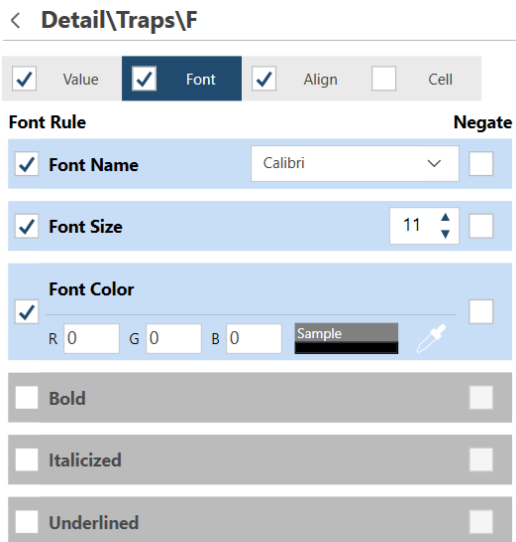 Detail\Traps\F
Value Font Align Cell
Font Rule Negate
Font Name Calibri
Font Size 11
Font Color
R 0 G 0 B 0 Sample
Bold
Italicized
Underlined